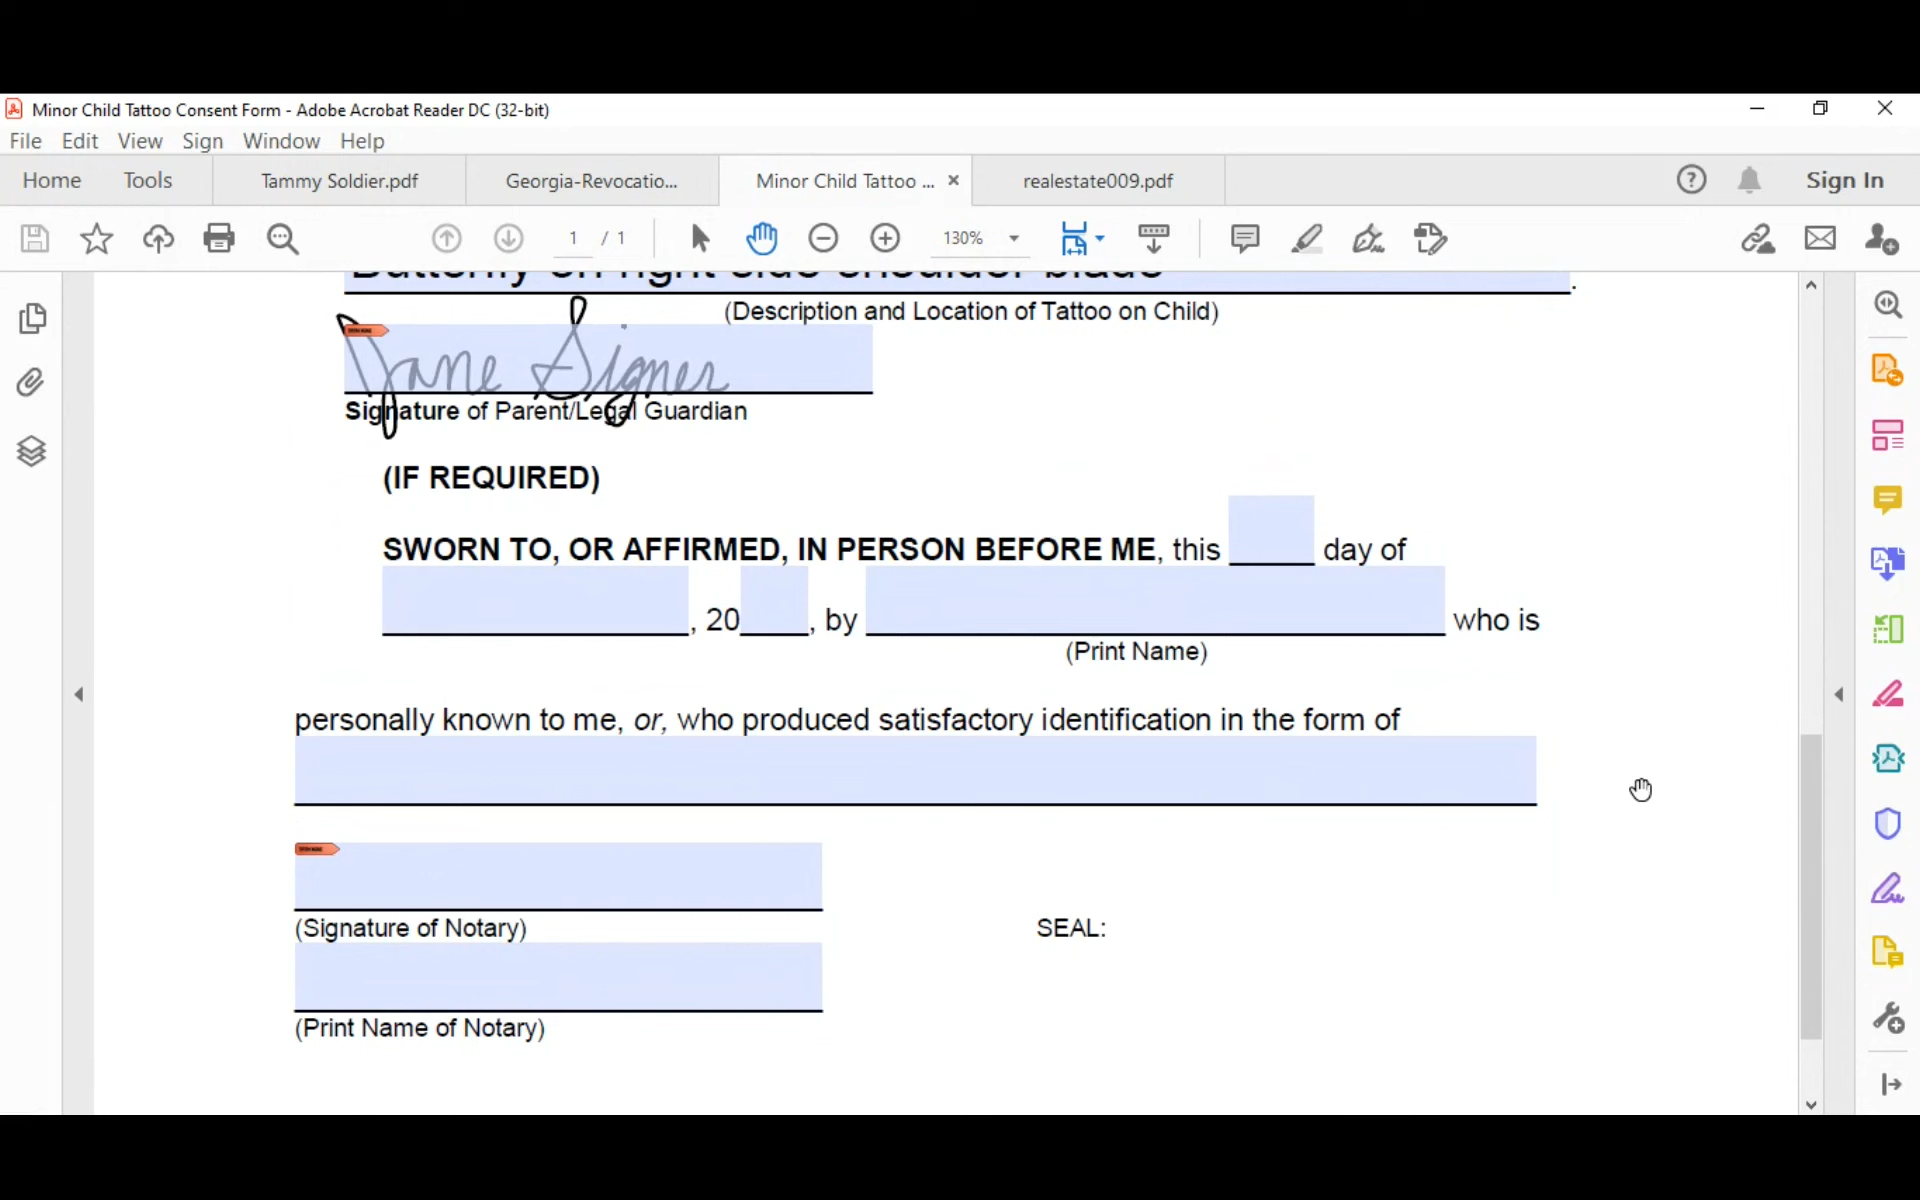 Minor Child Tattoo Consent Form - Adobe Acrobat Reader DC (32-bit)
File Edit View Sign Window Help
Home Tools Tammy Soldier.pdf Georgia-Revocatio... Minor Child Tattoo ... realestate009.pdf Sign In
1 / 1 130%
Butterfly on right side shoulder blade.
(Description and Location of Tattoo on Child)
Jane Signer
Signature of Parent/Legal Guardian
(IF REQUIRED)
SWORN TO, OR AFFIRMED, IN PERSON BEFORE ME, this ____ day of
____, 20____, by ____ who is
(Print Name)
personally known to me, or, who produced satisfactory identification in the form of
(Signature of Notary) SEAL:
(Print Name of Notary)